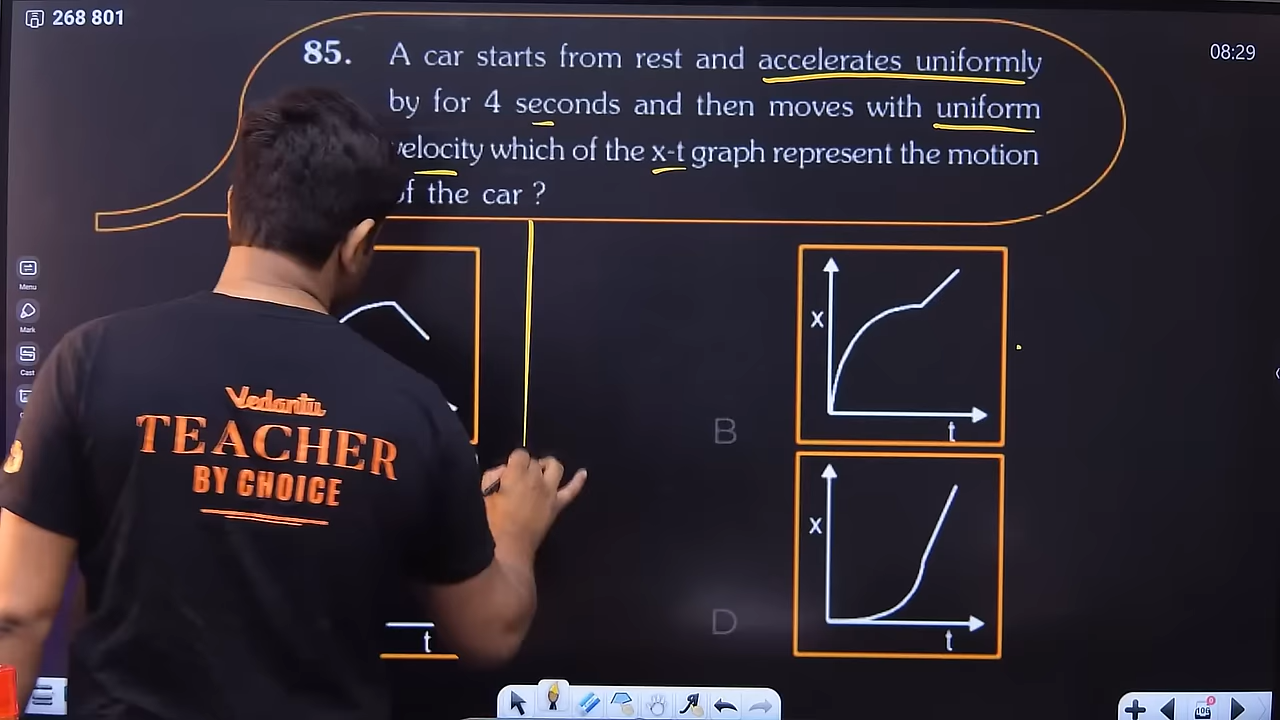 268 801
08:29
85. A car starts from rest and accelerates uniformly
by for 4 seconds and then moves with uniform
velocity which of the x-t graph represent the motion
of the car ?
Menu
Mark
Cast
x
t
B
x
t
D
t
Vedantu
TEACHER
BY CHOICE